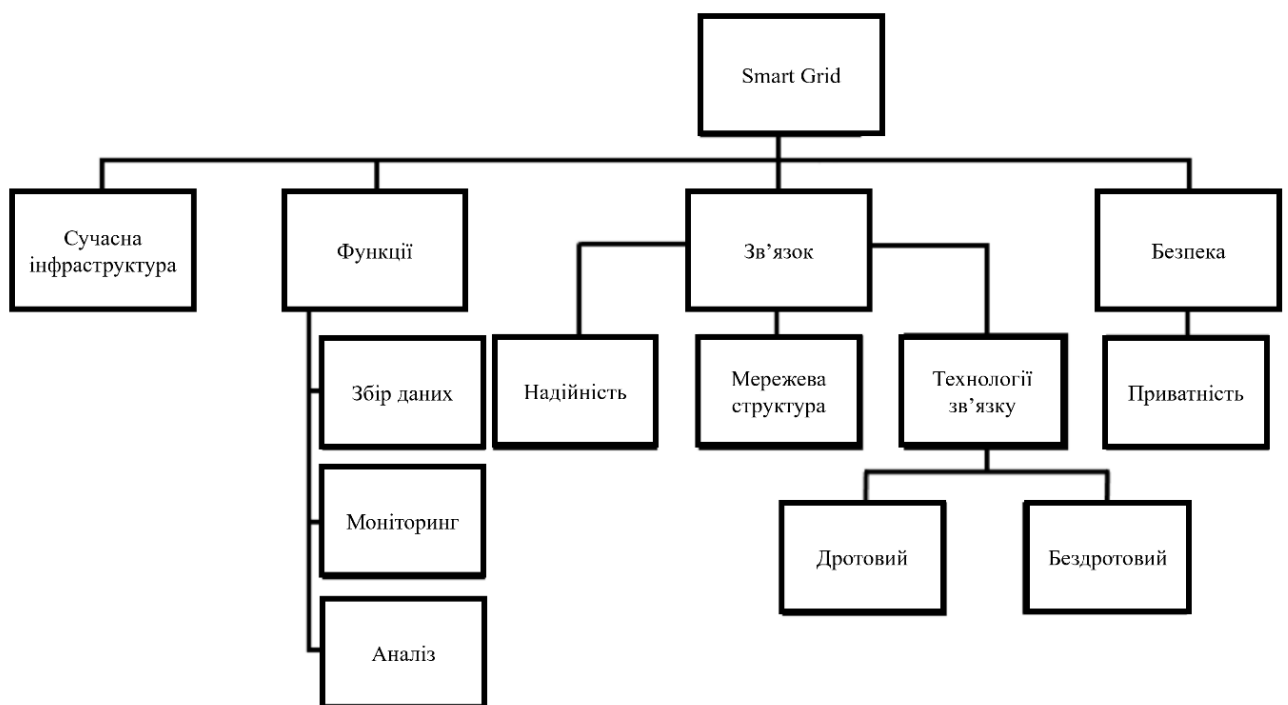 Smart Grid
Сучасна
інфраструктура
Функції
Зв’язок
Безпека
Збір даних
Надійність
Мережева
структура
Технології
зв’язку
Приватність
Моніторинг
Дротовий
Бездротовий
Аналіз